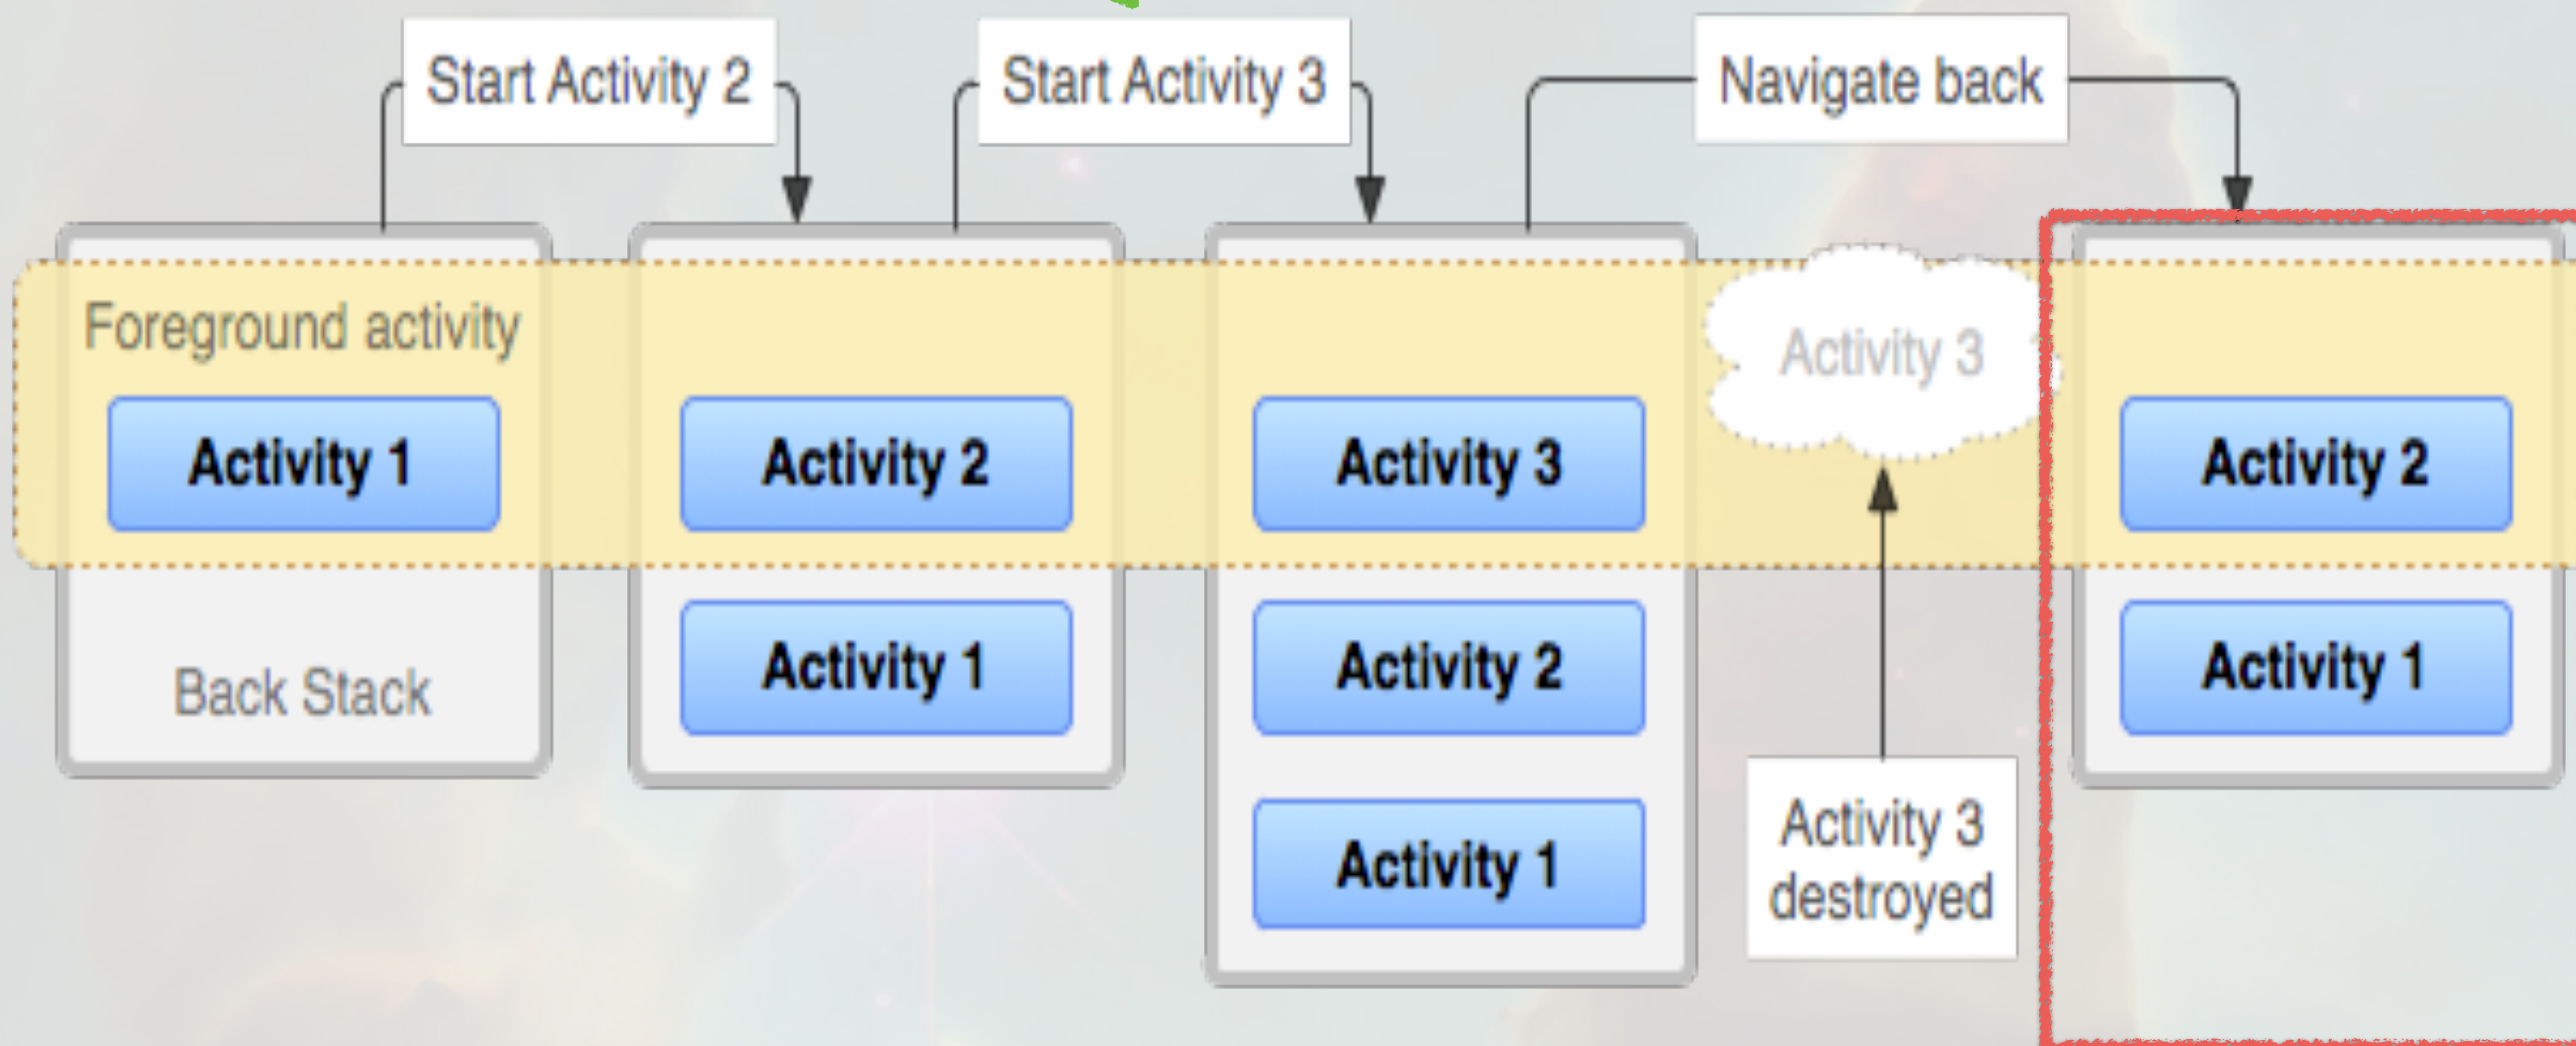 Start Activity 2
Start Activity 3
Navigate back
Foreground activity
Activity 1
Back Stack
Activity 2
Activity 1
Activity 3
Activity 2
Activity 1
Activity 3
Activity 3
destroyed
Activity 2
Activity 1